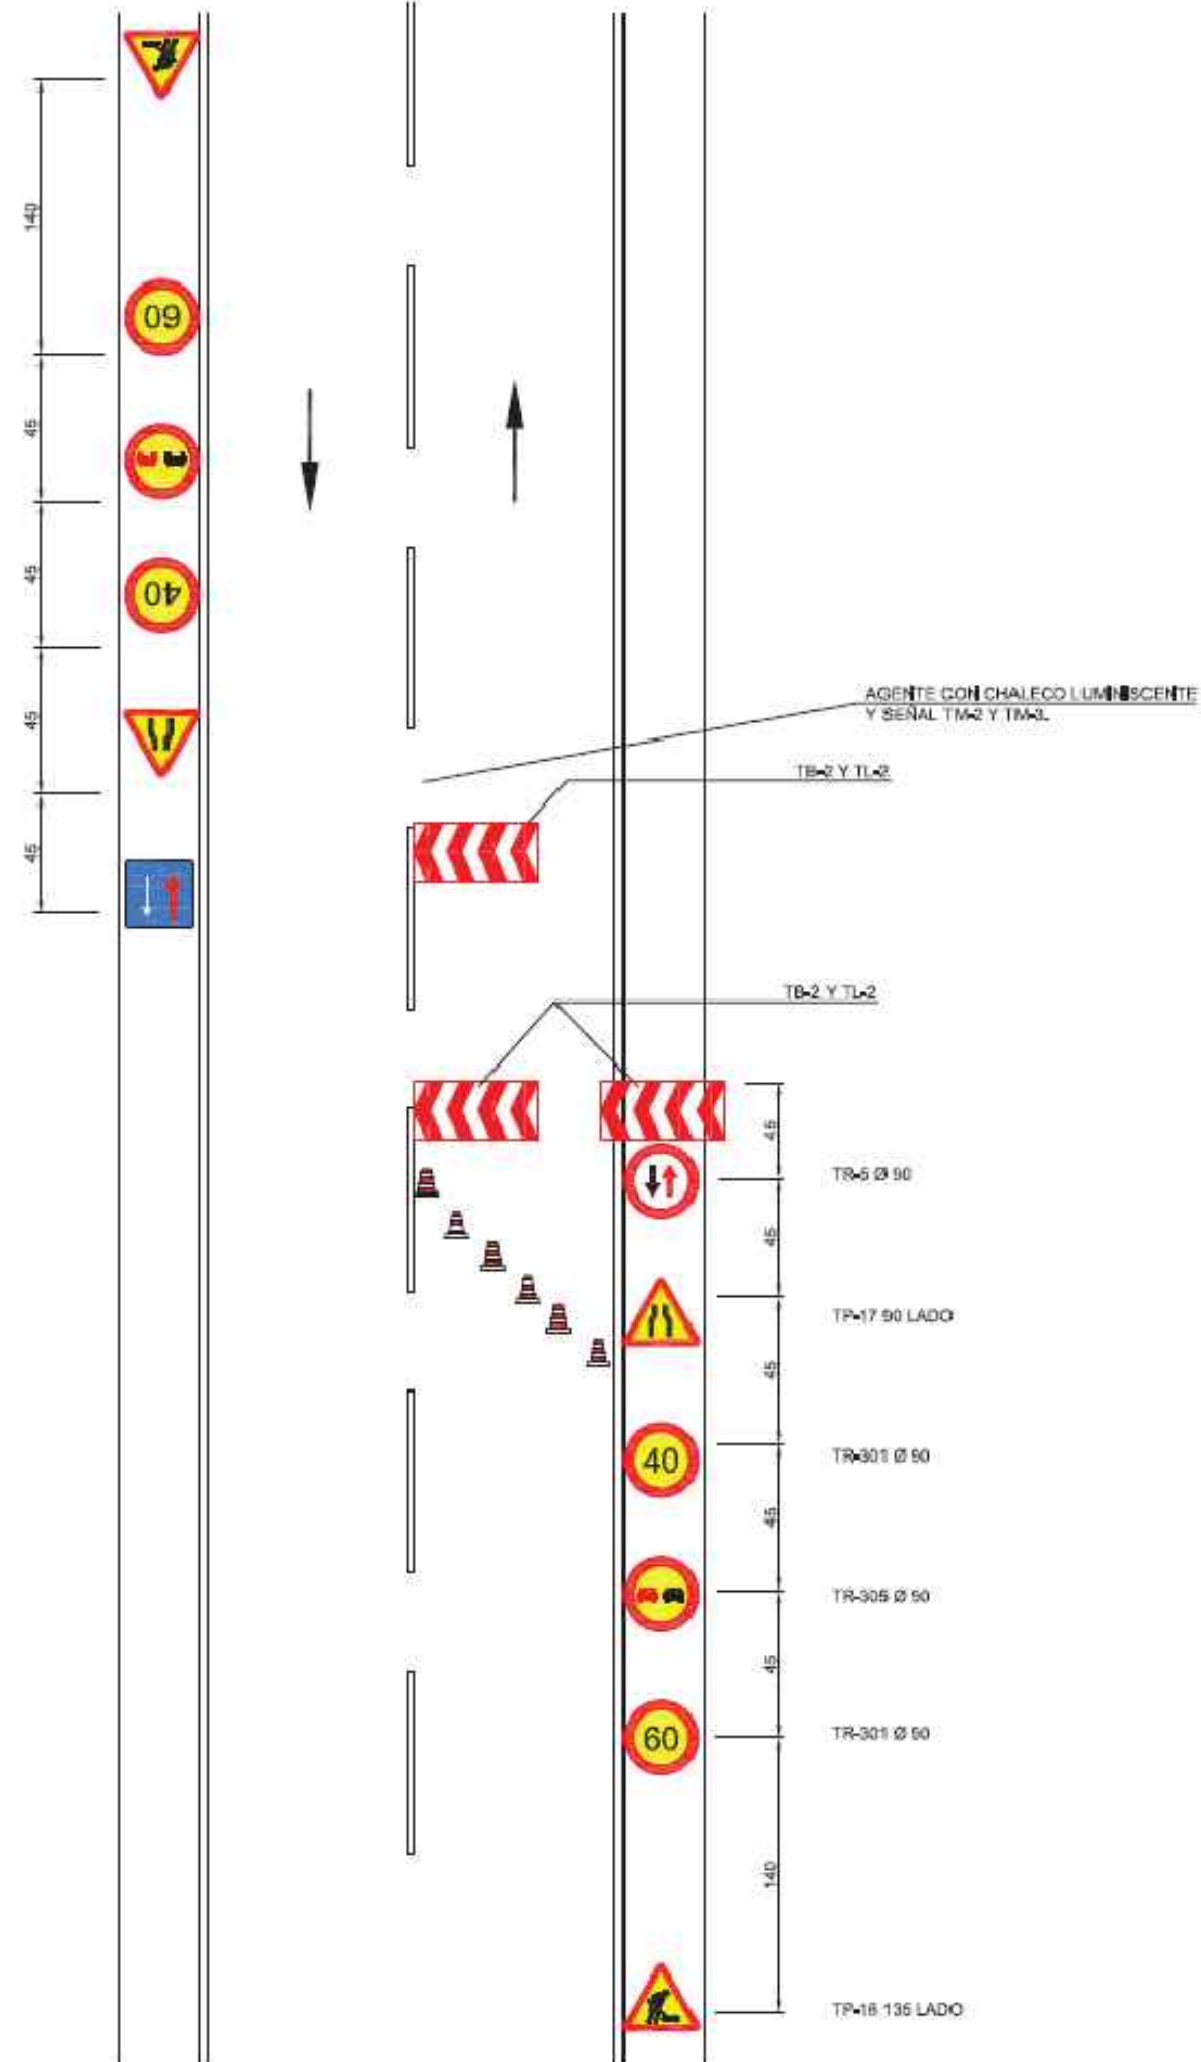 140
60
45
45
40
45
45
AGENTE CON CHALECO LUMINISCENTE
Y SEÑAL TM-2 Y TM-3.
TB-2 Y TL-2
TB-2 Y TL-2
45
TR-5 Ø 90
45
TP-17 90 LADO
45
40
TR-301 Ø 90
45
TR-305 Ø 90
45
60
TR-301 Ø 90
140
TP-18 135 LADO